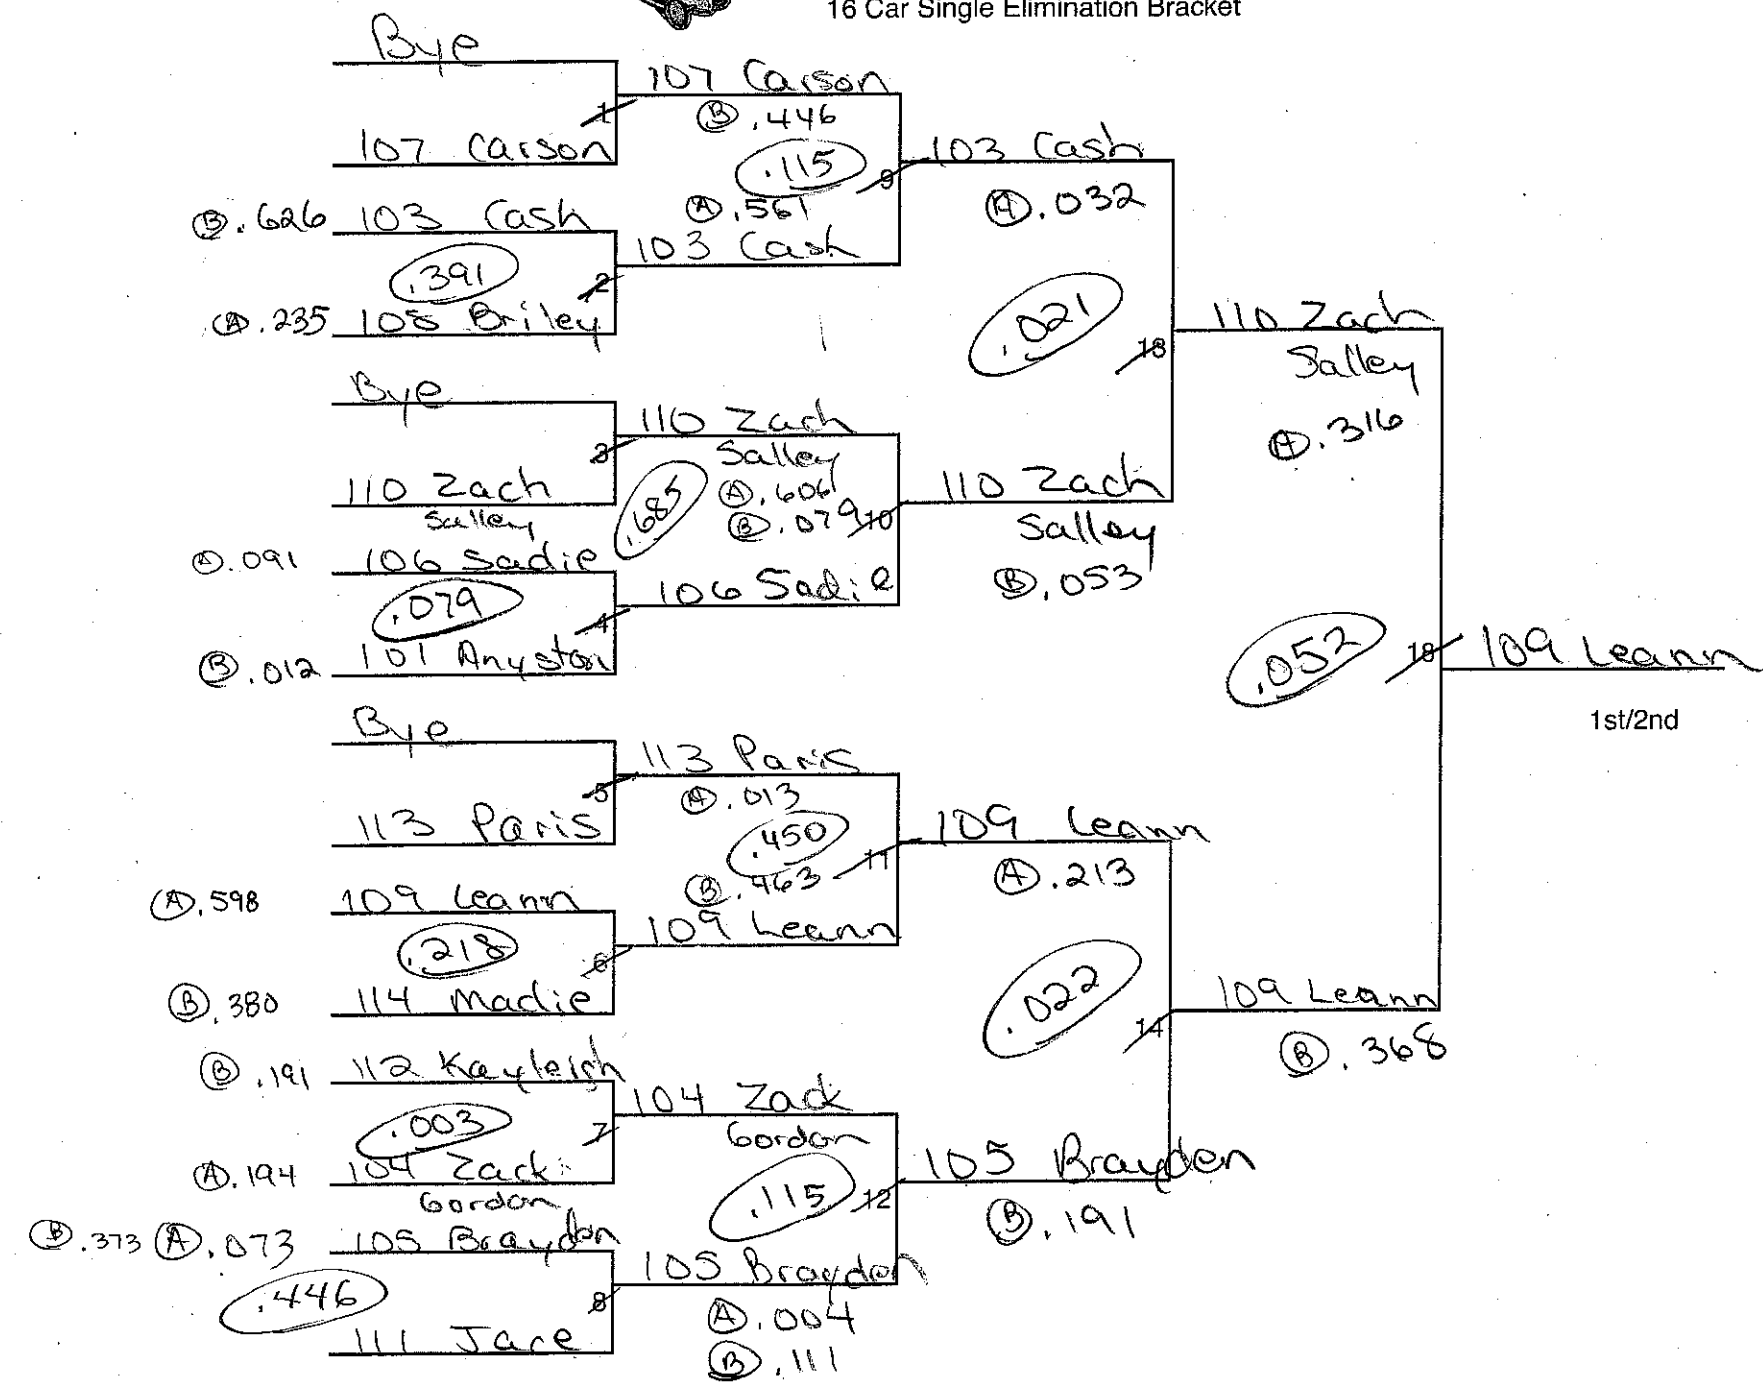 16 Car Single Elimination Bracket
Bye
107 Carson
1
107 Carson
Ⓑ .446
.115
Ⓐ .561
9
Ⓑ .626 103 Cash
.391
2
Ⓐ .235 108 Briley
103 Cash
103 Cash
Ⓐ .032
.021
13
Bye
3
110 Zach
Salley
110 Zach
Salley
Ⓐ .606
Ⓑ .079
.685
10
Ⓐ .091 106 Sadie
.079
4
Ⓑ .012 101 Anyston
106 Sadie
110 Zach
Salley
Ⓑ .053
110 Zach
Salley
Ⓐ .316
.052
109 Leann
1st/2nd
Bye
5
113 Paris
113 Paris
Ⓐ .013
.450
Ⓑ .463
11
Ⓐ .598 109 Leann
.218
6
Ⓑ .380 114 Madie
109 Leann
109 Leann
Ⓐ .213
.022
14
109 Leann
Ⓑ .368
Ⓑ .191 112 Kayleigh
.003
7
Ⓐ .194 104 Zack
Gordon
104 Zack
Gordon
.115
12
Ⓑ .373 Ⓐ .073 105 Braydon
.446
8
111 Jace
105 Braydon
Ⓐ .004
Ⓑ .111
105 Brayden
Ⓑ .191